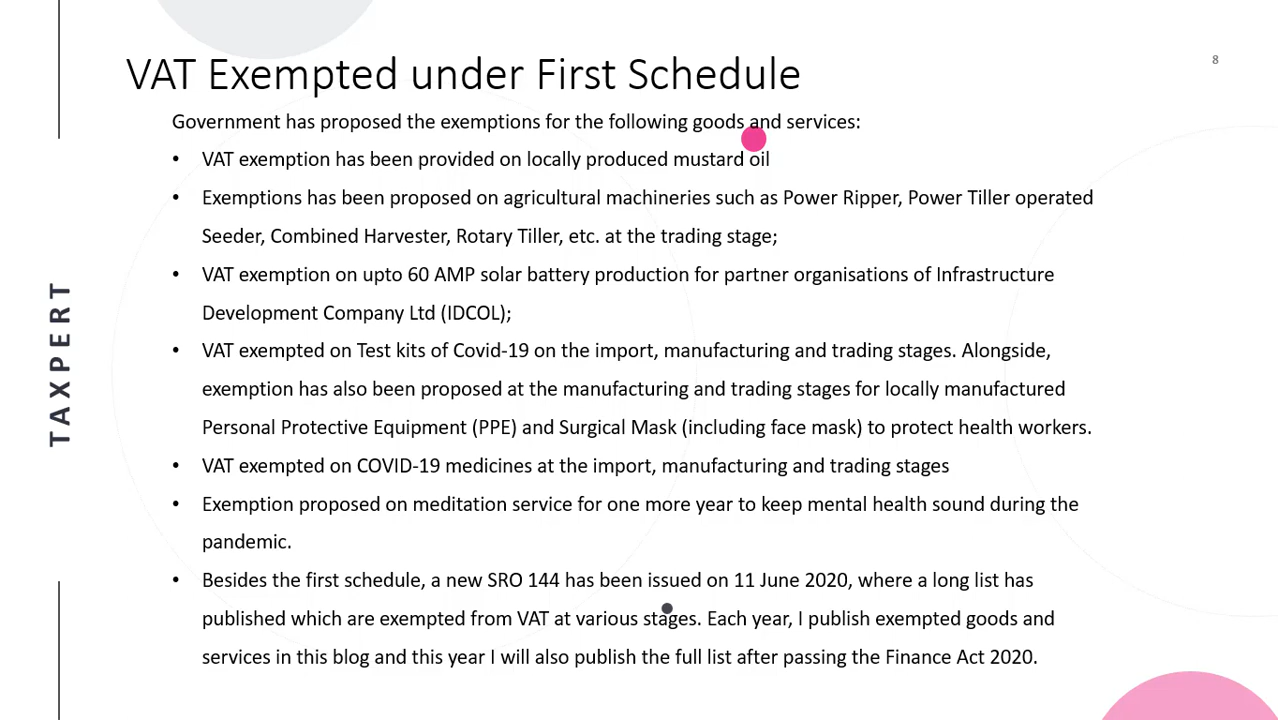 VAT Exempted under First Schedule
8
Government has proposed the exemptions for the following goods and services:
• VAT exemption has been provided on locally produced mustard oil
• Exemptions has been proposed on agricultural machineries such as Power Ripper, Power Tiller operated
Seeder, Combined Harvester, Rotary Tiller, etc. at the trading stage;
• VAT exemption on upto 60 AMP solar battery production for partner organisations of Infrastructure
Development Company Ltd (IDCOL);
• VAT exempted on Test kits of Covid-19 on the import, manufacturing and trading stages. Alongside,
exemption has also been proposed at the manufacturing and trading stages for locally manufactured
Personal Protective Equipment (PPE) and Surgical Mask (including face mask) to protect health workers.
• VAT exempted on COVID-19 medicines at the import, manufacturing and trading stages
• Exemption proposed on meditation service for one more year to keep mental health sound during the
pandemic.
• Besides the first schedule, a new SRO 144 has been issued on 11 June 2020, where a long list has
published which are exempted from VAT at various stages. Each year, I publish exempted goods and
services in this blog and this year I will also publish the full list after passing the Finance Act 2020.
TAXPERT